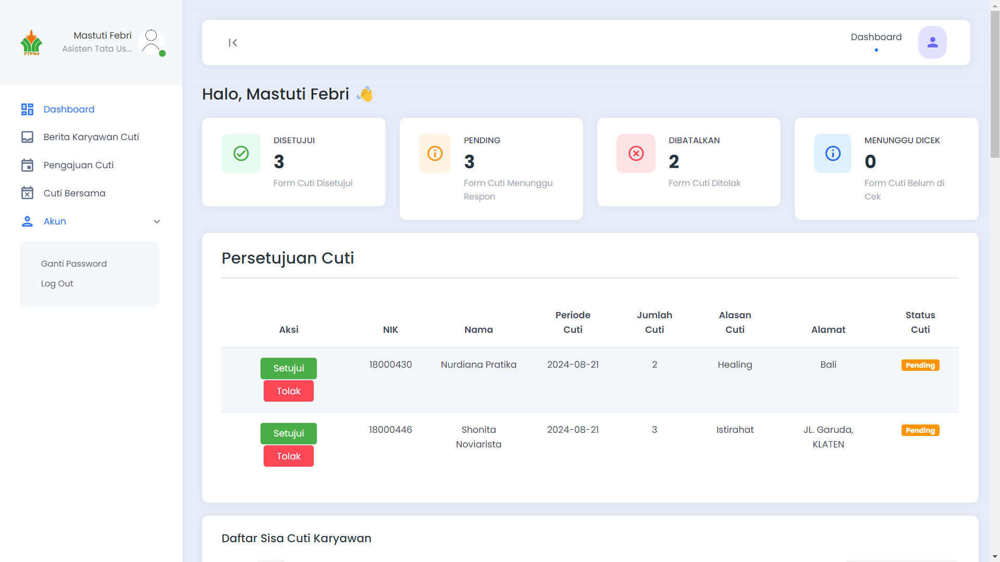 PTPN4
Mastuti Febri
Asisten Tata Us...
Dashboard
Berita Karyawan Cuti
Pengajuan Cuti
Cuti Bersama
Akun
Ganti Password
Log Out
Dashboard
Halo, Mastuti Febri 👋
DISETUJUI
3
Form Cuti Disetujui
PENDING
3
Form Cuti Menunggu
Respon
DIBATALKAN
2
Form Cuti Ditolak
MENUNGGU DICEK
0
Form Cuti Belum di
Cek
Persetujuan Cuti
Aksi NIK Nama Periode Cuti Jumlah Cuti Alasan Cuti Alamat Status Cuti
Setujui 18000430 Nurdiana Pratika 2024-08-21 2 Healing Bali Pending
Tolak
Setujui 18000446 Shonita 2024-08-21 3 Istirahat JL. Garuda, Pending
Noviarista KLATEN
Tolak
Daftar Sisa Cuti Karyawan